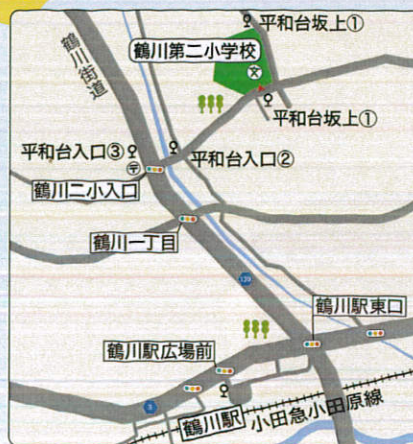 平和台坂上①
鶴川街道
鶴川第二小学校
文
平和台坂上①
平和台入口③
平和台入口②
鶴川二小入口
鶴川一丁目
139
鶴川駅東口
鶴川駅広場前
3
鶴川駅
小田急小田原線